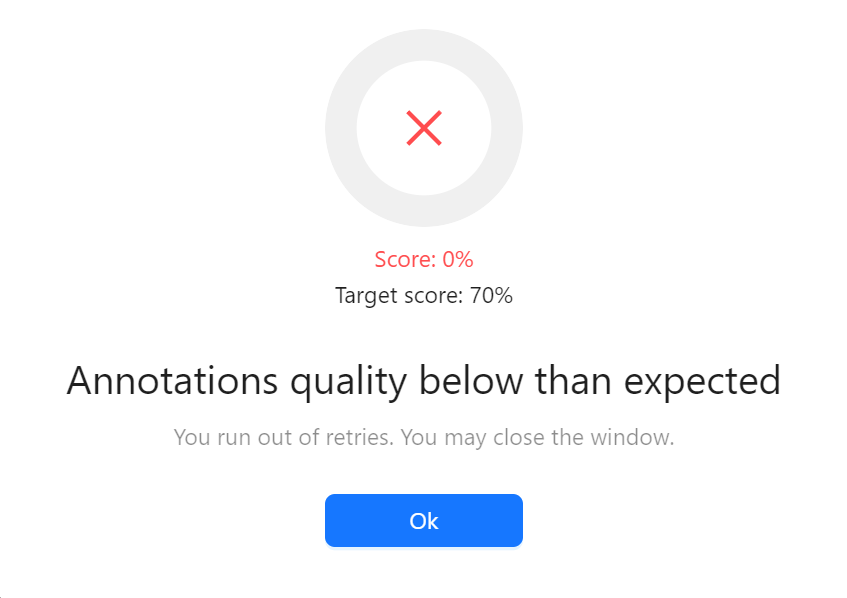 Score: 0%
Target score: 70%
Annotations quality below than expected
You run out of retries. You may close the window.
Ok